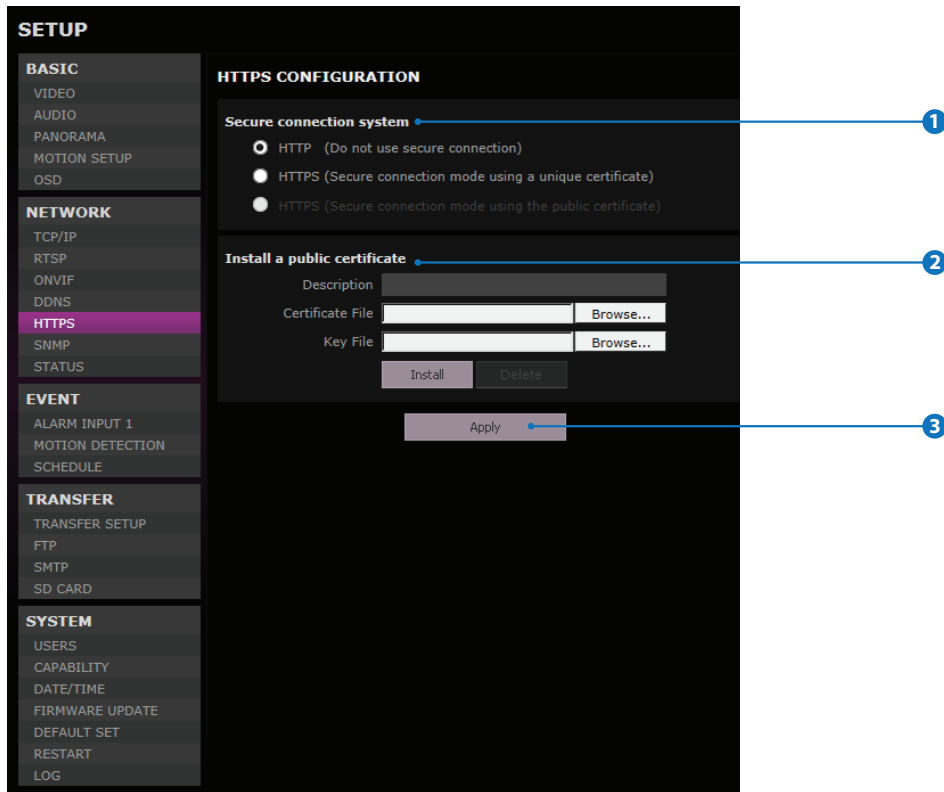 SETUP
BASIC
VIDEO
AUDIO
PANORAMA
MOTION SETUP
OSD
NETWORK
TCP/IP
RTSP
ONVIF
DDNS
HTTPS
SNMP
STATUS
EVENT
ALARM INPUT 1
MOTION DETECTION
SCHEDULE
TRANSFER
TRANSFER SETUP
FTP
SMTP
SD CARD
SYSTEM
USERS
CAPABILITY
DATE/TIME
FIRMWARE UPDATE
DEFAULT SET
RESTART
LOG
HTTPS CONFIGURATION
Secure connection system 1
HTTP (Do not use secure connection)
HTTPS (Secure connection mode using a unique certificate)
HTTPS (Secure connection mode using the public certificate)
Install a public certificate 2
Description
Certificate File Browse...
Key File Browse...
Install Delete
Apply 3